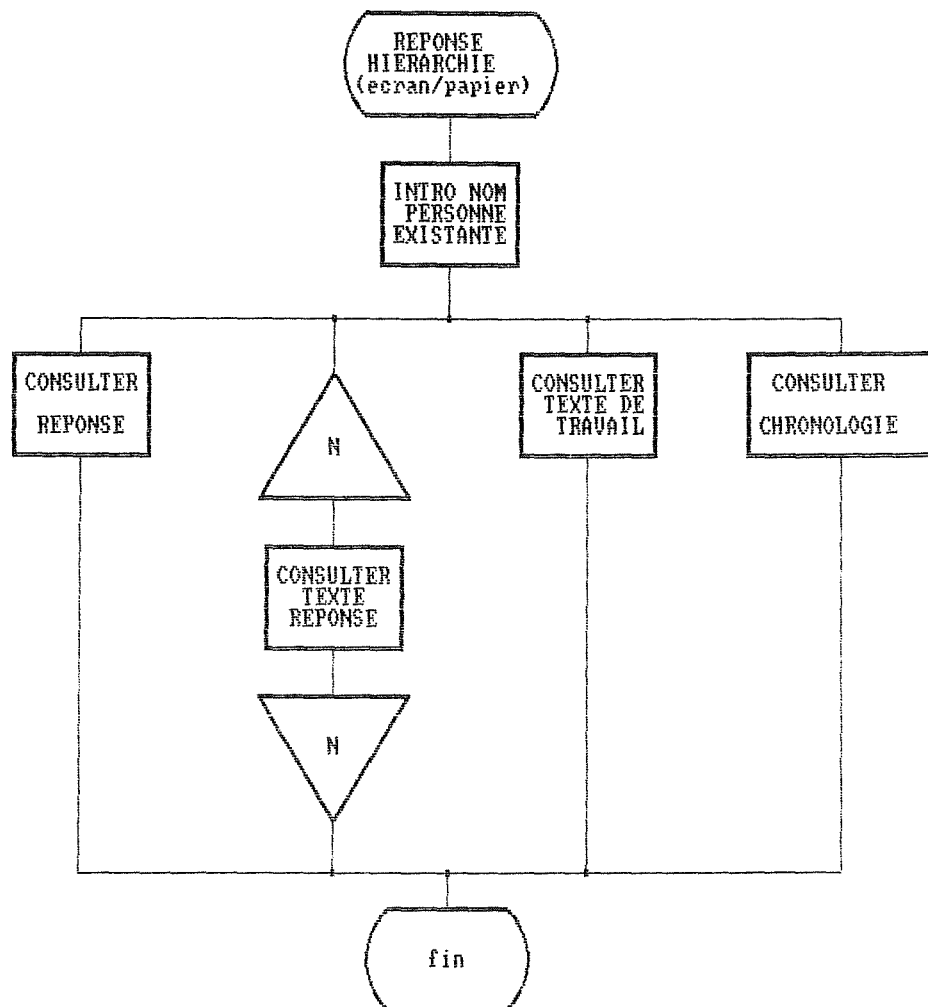 REPONSE
HIERARCHIE
(ecran/papier)
INTRO NOM
PERSONNE
EXISTANTE
CONSULTER
REPONSE
N
CONSULTER
TEXTE
REPONSE
N
CONSULTER
TEXTE DE
TRAVAIL
CONSULTER
CHRONOLOGIE
fin